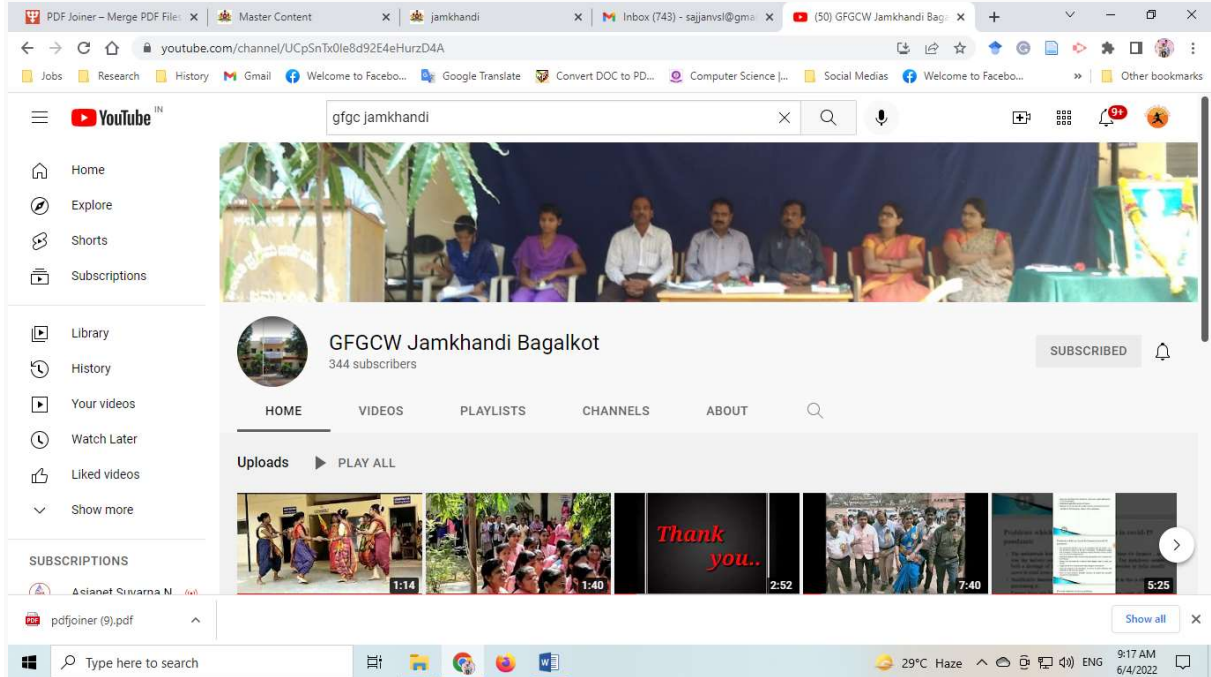 PDF Joiner – Merge PDF Files
Master Content
jamkhandi
Inbox (743) - sajjanvsl@gma
(50) GFGCW Jamkhandi Baga
youtube.com/channel/UCpSnTx0Ie8d92E4eHurzD4A
Jobs
Research
History
Gmail
Welcome to Facebo...
Google Translate
Convert DOC to PD...
Computer Science |...
Social Medias
Welcome to Facebo...
»
Other bookmarks
YouTube IN
gfgc jamkhandi
9+
Home
Explore
Shorts
Subscriptions
Library
History
Your videos
Watch Later
Liked videos
Show more
SUBSCRIPTIONS
Asianet Suvarna N...
GFGCW Jamkhandi Bagalkot
344 subscribers
SUBSCRIBED
HOME
VIDEOS
PLAYLISTS
CHANNELS
ABOUT
Uploads
PLAY ALL
1:14
1:40
Thank
you..
2:52
7:40
5:25
PDF
pdfjoiner (9).pdf
Show all
Type here to search
29°C Haze
ENG
9:17 AM
6/4/2022